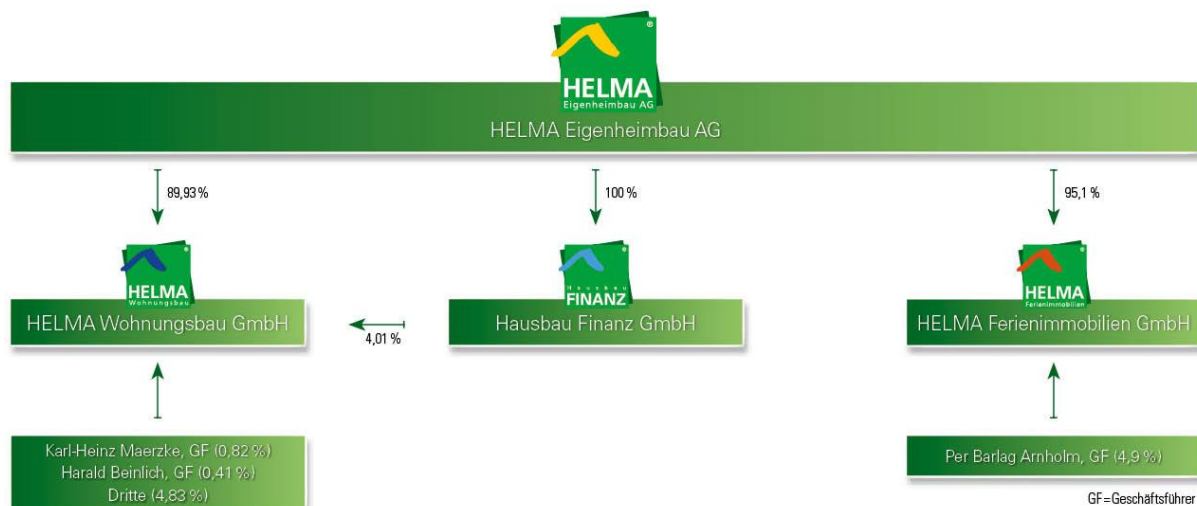 HELMA
Eigenheimbau AG
HELMA Eigenheimbau AG
89,93 %
100 %
95,1 %
HELMA
Wohnungsbau
Hausbau
FINANZ
HELMA
Ferienimmobilien
HELMA Wohnungsbau GmbH
4,01 %
Hausbau Finanz GmbH
HELMA Ferienimmobilien GmbH
Karl-Heinz Maerzke, GF (0,82 %)
Harald Beinlich, GF (0,41 %)
Dritte (4,83 %)
Per Barlag Arnholm, GF (4,9 %)
GF=Geschäftsführer